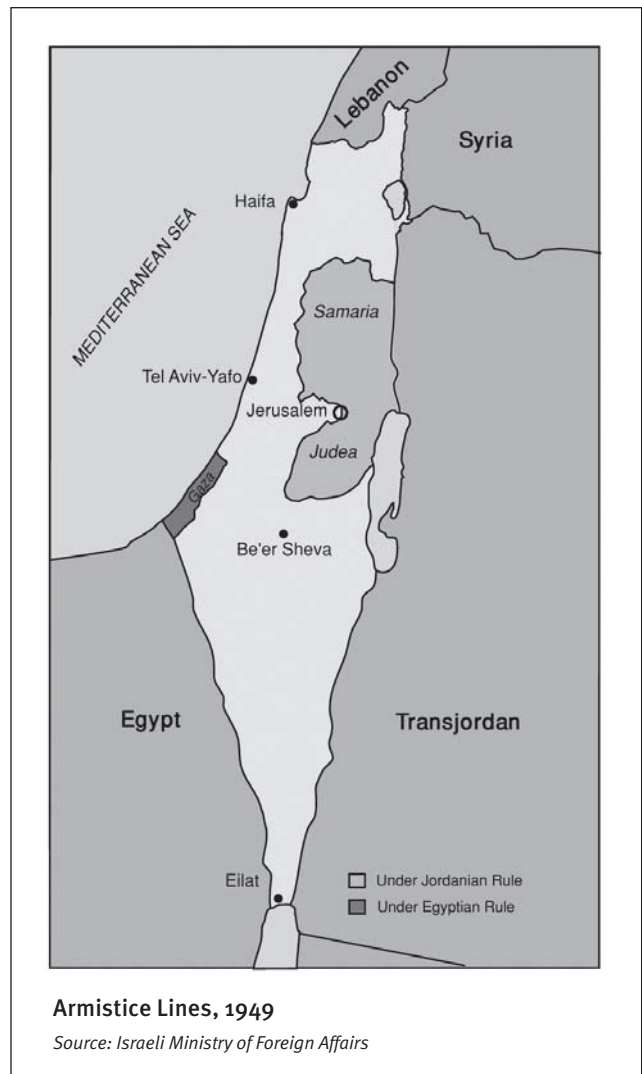 Lebanon
Syria
Haifa
MEDITERRANEAN SEA
Samaria
Tel Aviv-Yafo
Jerusalem
Judea
Gaza
Be'er Sheva
Egypt
Transjordan
Eilat
Under Jordanian Rule
Under Egyptian Rule
Armistice Lines, 1949
Source: Israeli Ministry of Foreign Affairs